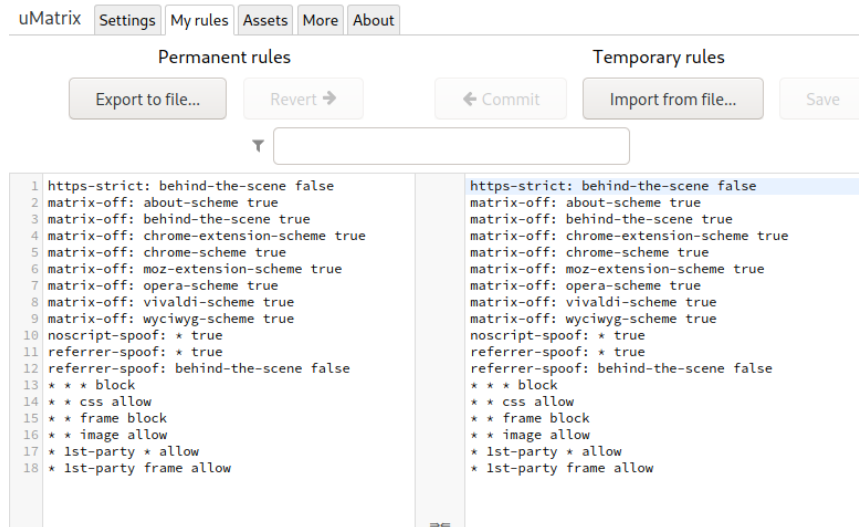 uMatrix Settings My rules Assets More About
Permanent rules Temporary rules
Export to file... Revert Commit Import from file... Save
1 https-strict: behind-the-scene false
2 matrix-off: about-scheme true
3 matrix-off: behind-the-scene true
4 matrix-off: chrome-extension-scheme true
5 matrix-off: chrome-scheme true
6 matrix-off: moz-extension-scheme true
7 matrix-off: opera-scheme true
8 matrix-off: vivaldi-scheme true
9 matrix-off: wyciwyg-scheme true
10 noscript-spoof: * true
11 referrer-spoof: * true
12 referrer-spoof: behind-the-scene false
13 * * * block
14 * * css allow
15 * * frame block
16 * * image allow
17 * 1st-party * allow
18 * 1st-party frame allow
https-strict: behind-the-scene false
matrix-off: about-scheme true
matrix-off: behind-the-scene true
matrix-off: chrome-extension-scheme true
matrix-off: chrome-scheme true
matrix-off: moz-extension-scheme true
matrix-off: opera-scheme true
matrix-off: vivaldi-scheme true
matrix-off: wyciwyg-scheme true
noscript-spoof: * true
referrer-spoof: * true
referrer-spoof: behind-the-scene false
* * * block
* * css allow
* * frame block
* * image allow
* 1st-party * allow
* 1st-party frame allow